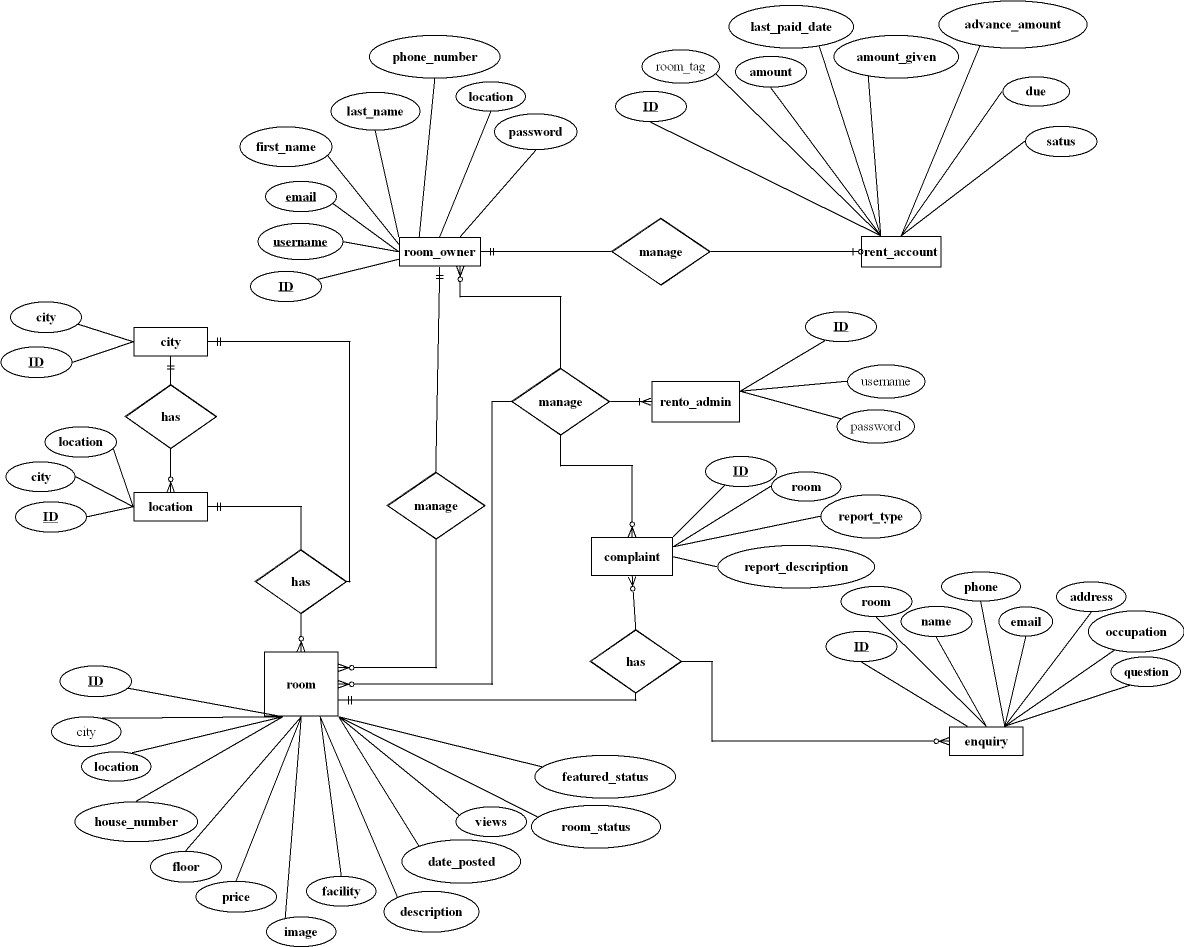 advance_amount
last_paid_date
phone_number
amount_given
room_tag
amount
due
location
ID
last_name
password
satus
first_name
email
username
room_owner
manage
rent_account
ID
city
ID
city
ID
username
manage
rento_admin
has
password
location
ID
city
room
location
manage
report_type
ID
complaint
report_description
has
phone
address
room
name
email
occupation
ID
has
question
ID
room
city
enquiry
location
featured_status
house_number
views
room_status
date_posted
floor
facility
price
description
image